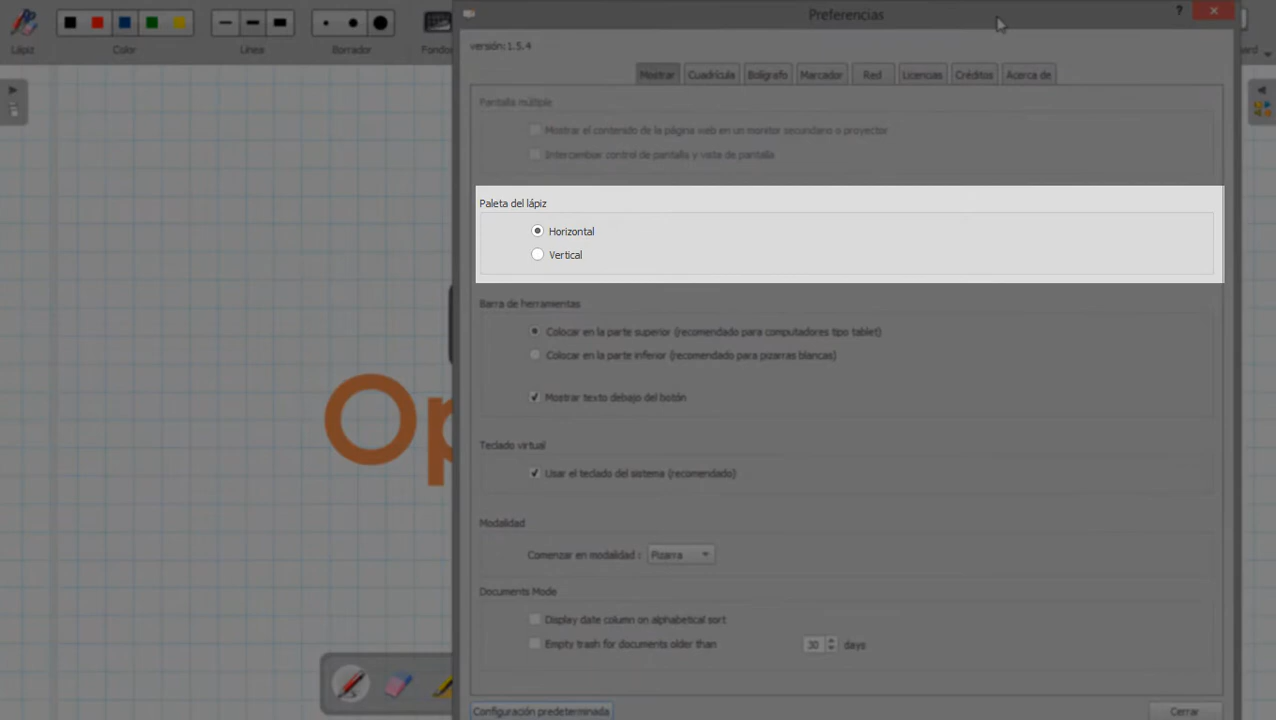 Preferencias
?
Lápiz
Color
Línea
Borrador
Fondos
versión:1.5.4
Mostrar
Cuadrícula
Bolígrafo
Marcador
Red
Licencias
Créditos
Acerca de
Pantalla múltiple
Mostrar el contenido de la página web en un monitor secundario o proyector
Intercambiar control de pantalla y vista de pantalla
Paleta del lápiz
Horizontal
Vertical
Barra de herramientas
Colocar en la parte superior (recomendado para computadores tipo tablet)
Colocar en la parte inferior (recomendado para pizarras blancas)
Mostrar texto debajo del botón
Op
Teclado virtual
Usar el teclado del sistema (recomendado)
Modalidad
Comenzar en modalidad : Pizarra
Documents Mode
Display date column on alphabetical sort
Empty trash for documents older than 30 days
Configuración predeterminada
Cerrar